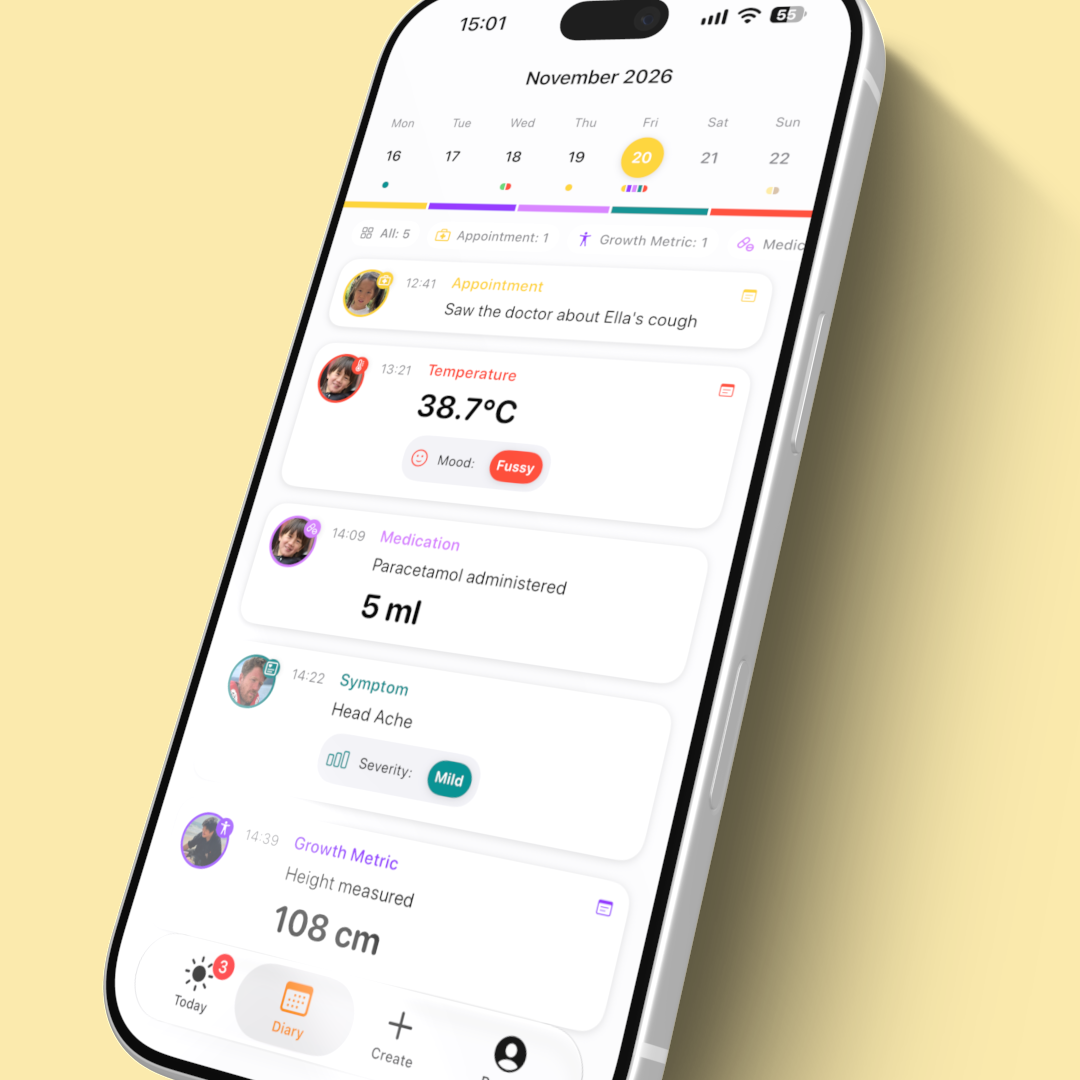 15:01
55
November 2026
Mon Tue Wed Thu Fri Sat Sun
16 17 18 19 20 21 22
All: 5 Appointment: 1 Growth Metric: 1 Medic
12:41 Appointment
Saw the doctor about Ella's cough
13:21 Temperature
38.7°C
Mood: Fussy
14:09 Medication
Paracetamol administered
5 ml
14:22 Symptom
Head Ache
Severity: Mild
14:39 Growth Metric
Height measured
108 cm
3
Today Diary Create